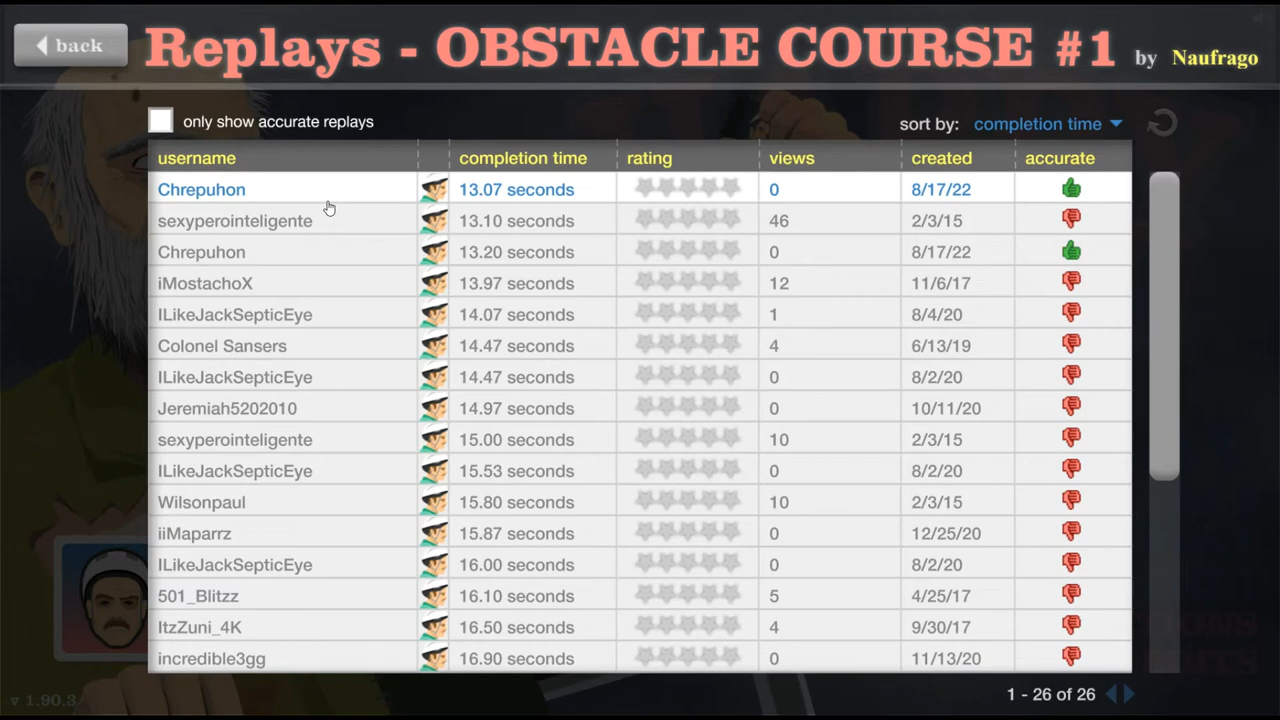 back
Replays - OBSTACLE COURSE #1 by Naufrago
only show accurate replays
sort by: completion time
username completion time rating views created accurate
Chrepuhon 13.07 seconds 0 8/17/22
sexyperointeligente 13.10 seconds 46 2/3/15
Chrepuhon 13.20 seconds 0 8/17/22
iMostachoX 13.97 seconds 12 11/6/17
ILikeJackSepticEye 14.07 seconds 1 8/4/20
Colonel Sansers 14.47 seconds 4 6/13/19
ILikeJackSepticEye 14.47 seconds 0 8/2/20
Jeremiah5202010 14.97 seconds 0 10/11/20
sexyperointeligente 15.00 seconds 10 2/3/15
ILikeJackSepticEye 15.53 seconds 0 8/2/20
Wilsonpaul 15.80 seconds 10 2/3/15
iiMaparrz 15.87 seconds 0 12/25/20
ILikeJackSepticEye 16.00 seconds 0 8/2/20
501_Blitzz 16.10 seconds 5 4/25/17
ItzZuni_4K 16.50 seconds 4 9/30/17
incredible3gg 16.90 seconds 0 11/13/20
v 1.90.3
1 - 26 of 26